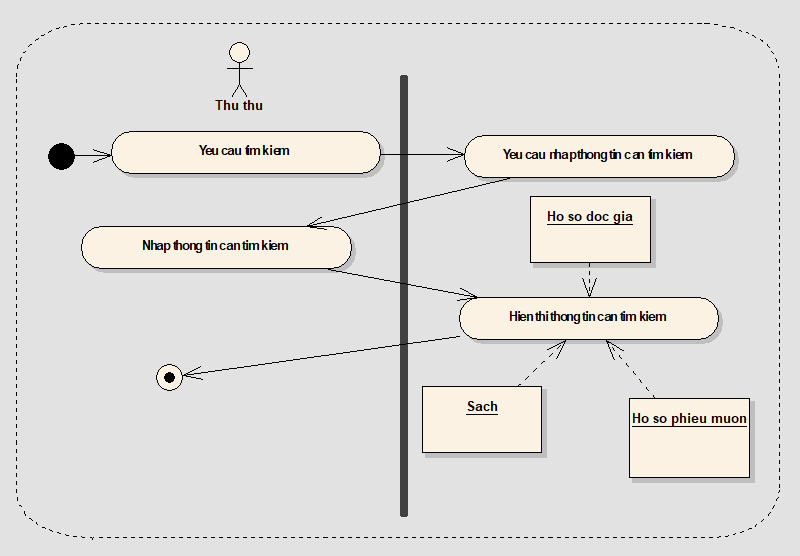 Thu thu
Yeu cau tim kiem
Yeu cau nhap thong tin can tim kiem
Ho so doc gia
Nhap thong tin can tim kiem
Hien thi thong tin can tim kiem
Sach
Ho so phieu muon